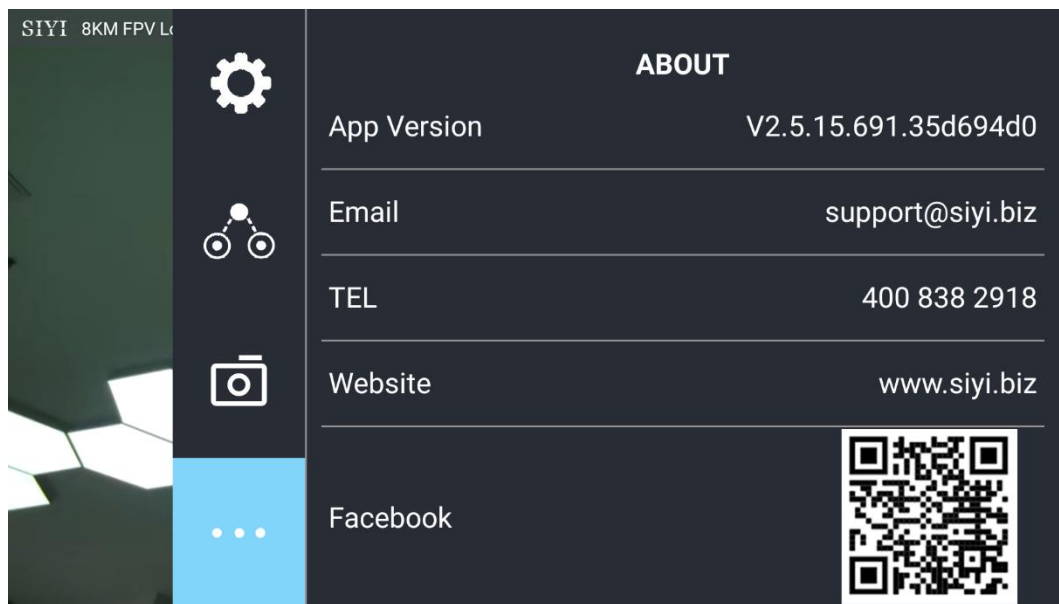 SIYI 8KM FPV Lo
ABOUT
App Version V2.5.15.691.35d694d0
Email support@siyi.biz
TEL 400 838 2918
Website www.siyi.biz
Facebook